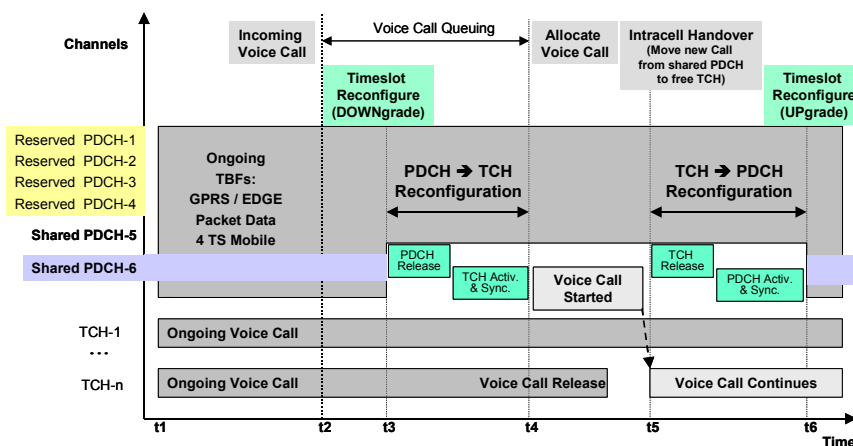 Channels
Incoming
Voice Call
Voice Call Queuing
Allocate
Voice Call
Intracell Handover
(Move new Call
from shared PDCH
to free TCH)
Timeslot
Reconfigure
(DOWNgrade)
Timeslot
Reconfigure
(UPgrade)
Reserved PDCH-1
Reserved PDCH-2
Reserved PDCH-3
Reserved PDCH-4
Shared PDCH-5
Shared PDCH-6
Ongoing
TBFs:
GPRS / EDGE
Packet Data
4 TS Mobile
PDCH ➔ TCH
Reconfiguration
TCH ➔ PDCH
Reconfiguration
PDCH
Release
TCH Activ.
& Sync.
Voice Call
Started
TCH
Release
PDCH Activ.
& Sync.
TCH-1
Ongoing Voice Call
...
TCH-n
Ongoing Voice Call
Voice Call Release
Voice Call Continues
t1
t2
t3
t4
t5
t6
Time